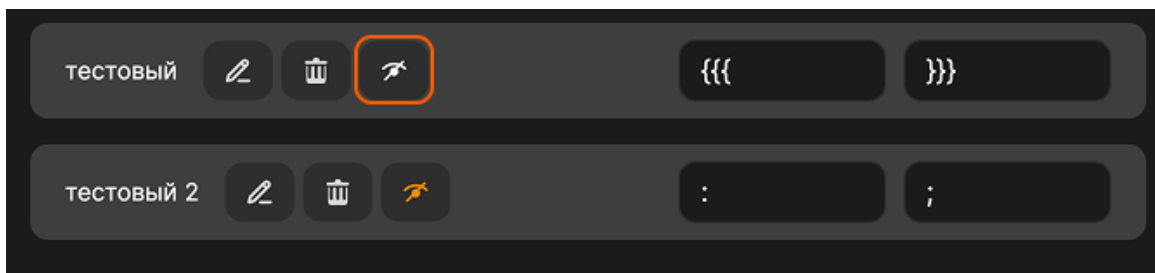 тестовый {{{ }}}
тестовый 2 : ;